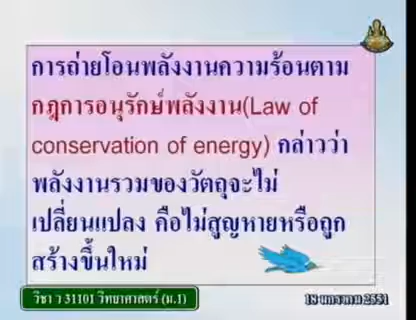 การถ่ายโอนพลังงานความร้อนตาม
กฎการอนุรักษ์พลังงาน(Law of
conservation of energy) กล่าวว่า
พลังงานรวมของวัตถุจะไม่
เปลี่ยนแปลง คือไม่สูญหายหรือถูก
สร้างขึ้นใหม่
วิชา ว 31101 วิทยาศาสตร์ (ม.1)
18 มกราคม 2551